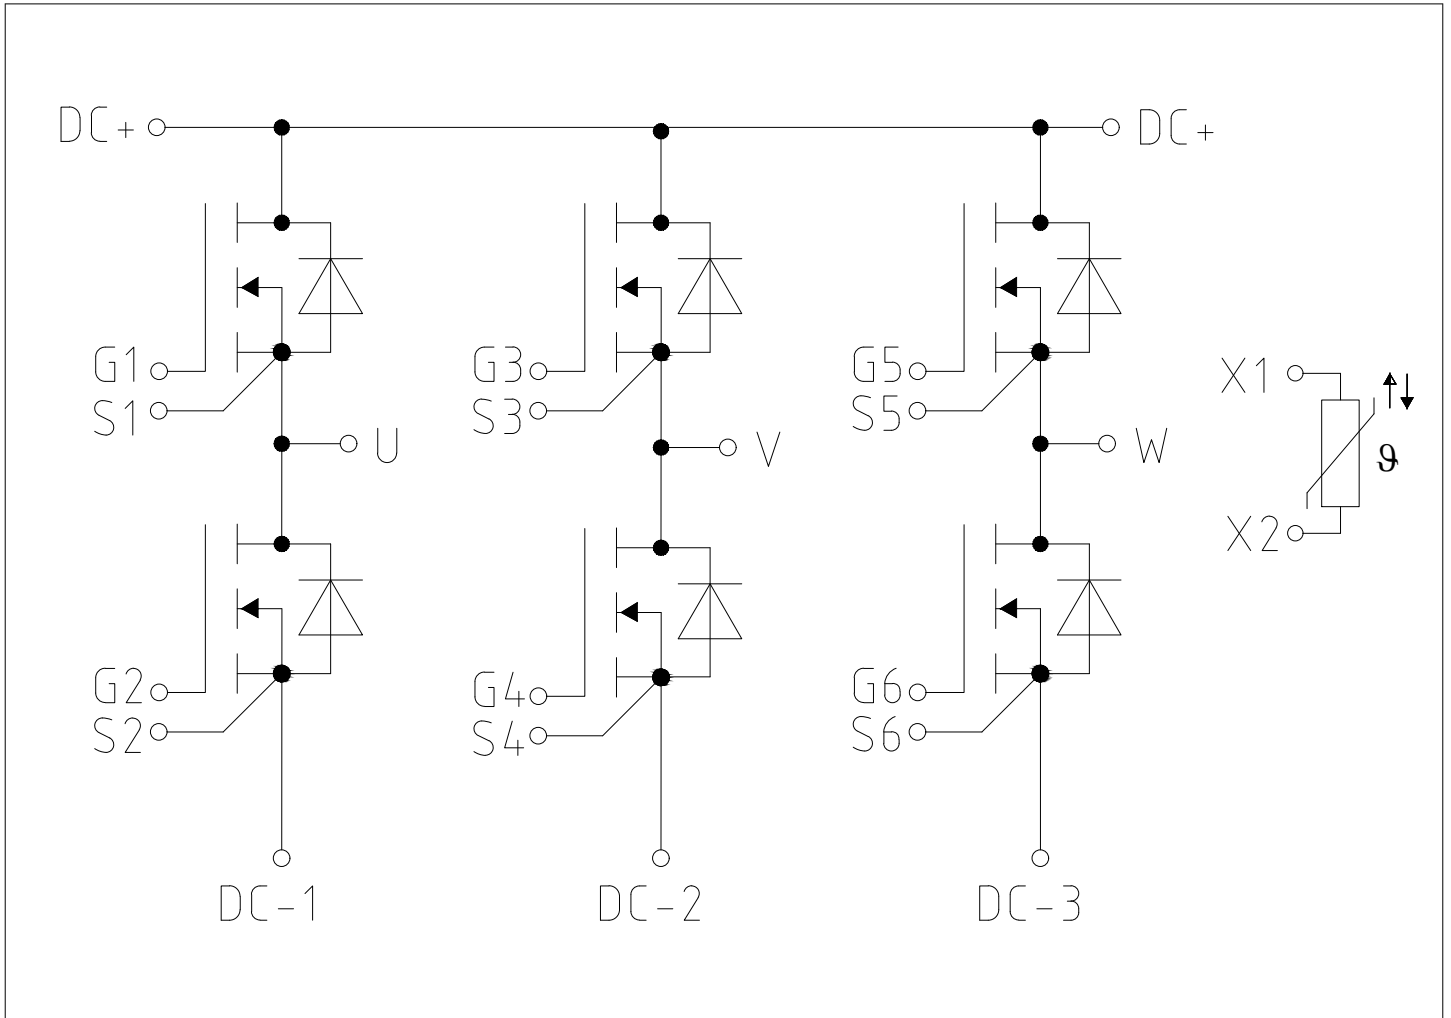 DC+ DC+
G1 G3 G5
S1 S3 S5
X1
U V W
ϑ
X2
G2 G4 G6
S2 S4 S6
DC-1 DC-2 DC-3